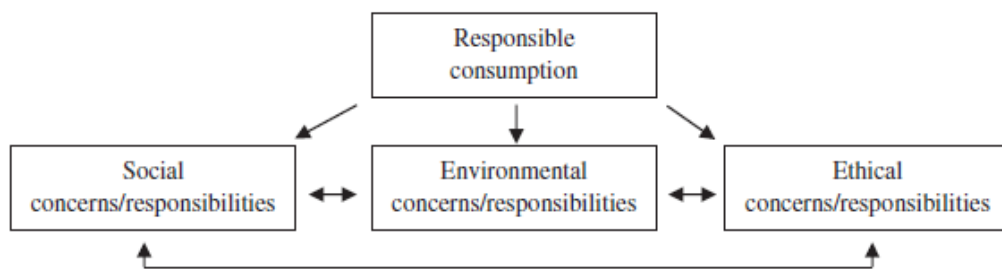 Responsible
consumption
Social
concerns/responsibilities
Environmental
concerns/responsibilities
Ethical
concerns/responsibilities